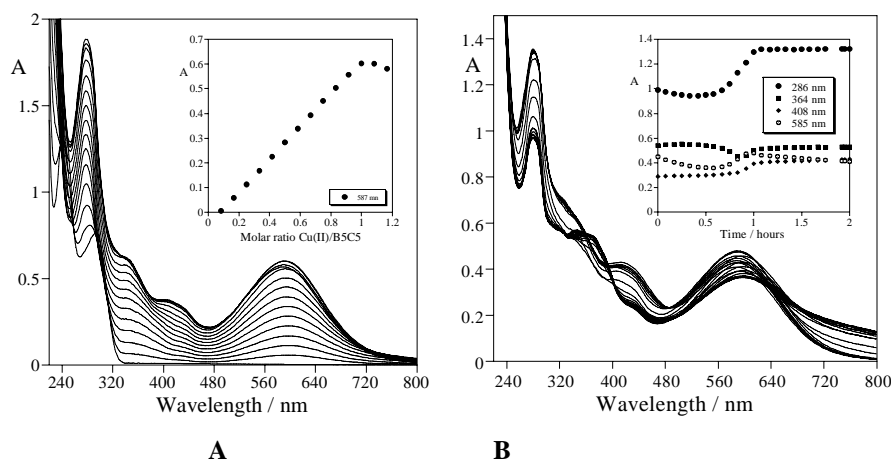 2
1.5
1
0.5
0
A
220 320 400 480 560 640 720 800
Wavelength / nm
0.7
0.6
0.5
0.4
0.3
0.2
0.1
0
A
0 0.2 0.4 0.6 0.8 1 1.2
Molar ratio Cu(II)/B5C5
587 nm
A
1.6
1.4
1.2
1
0.8
0.6
0.4
0.2
0
A
240 320 400 480 560 640 720 800
Wavelength / nm
1.4
1.2
1
0.8
0.6
0.4
0.2
0
A
0 0.5 1 1.5 2
Time / hours
286 nm
364 nm
408 nm
585 nm
B